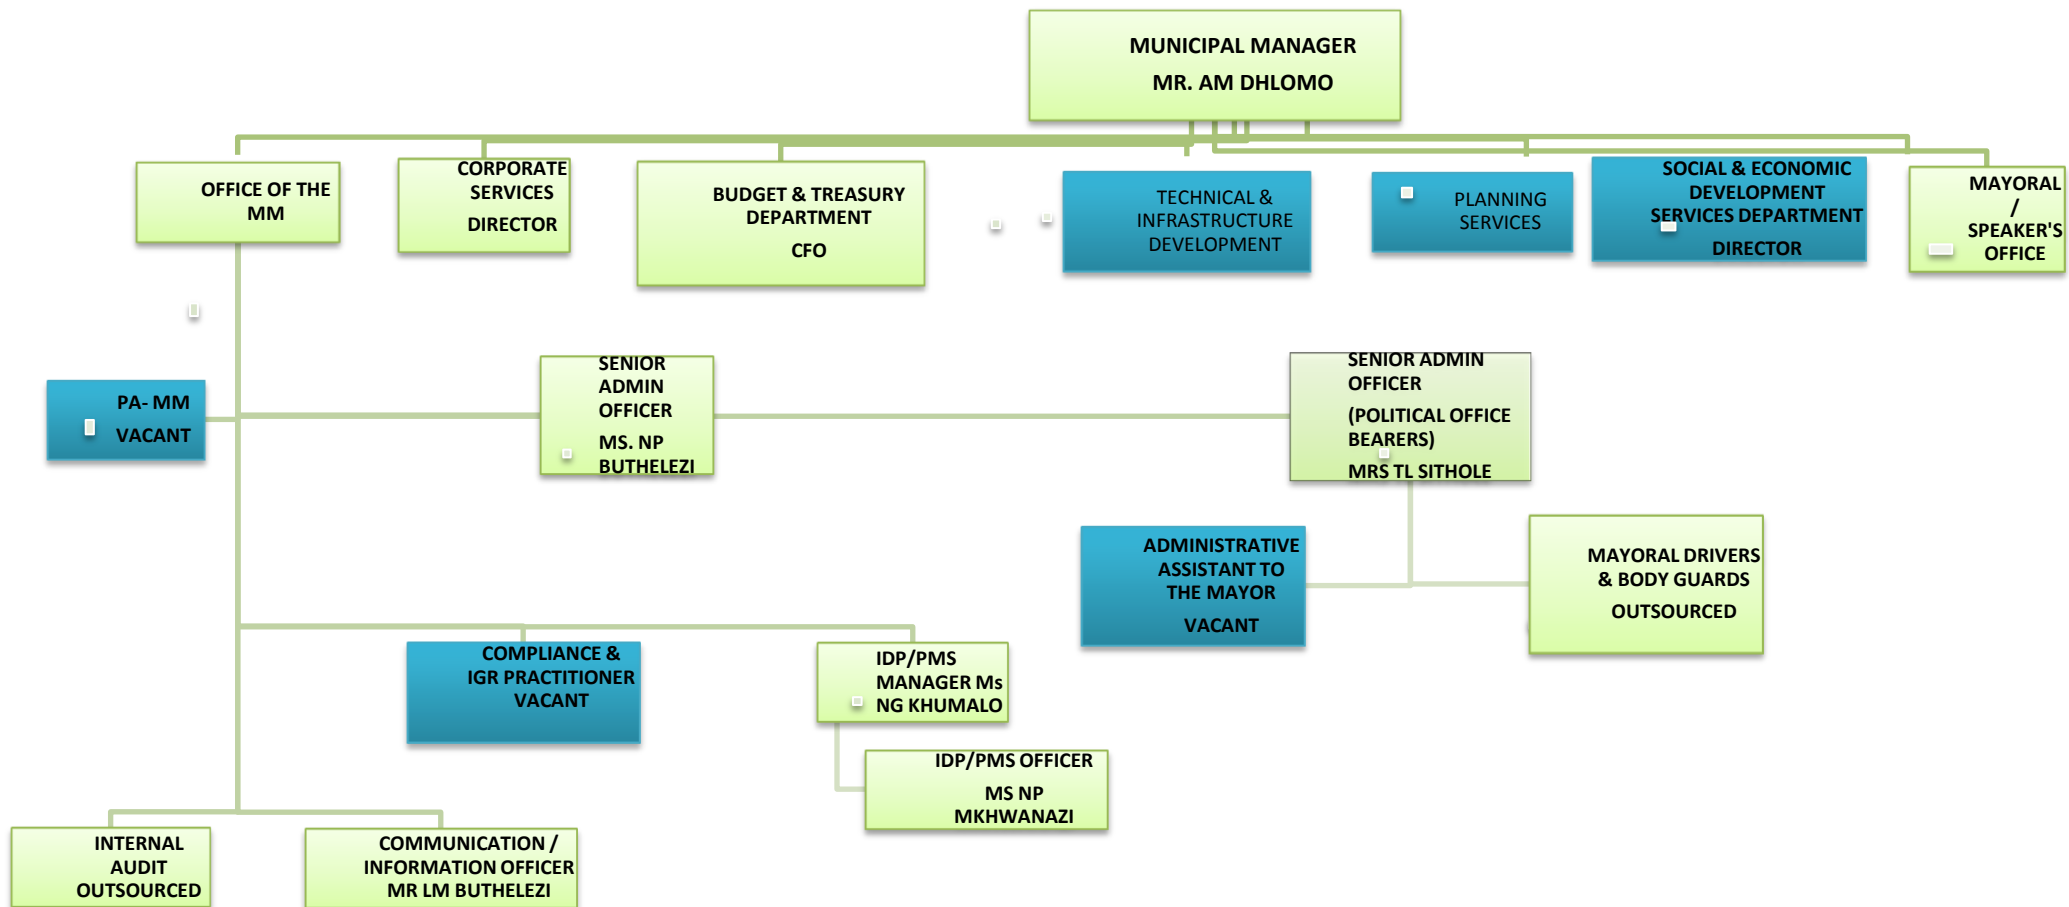 MUNICIPAL MANAGER
MR. AM DHLOMO
OFFICE OF THE
MM
CORPORATE
SERVICES
DIRECTOR
BUDGET & TREASURY
DEPARTMENT
CFO
TECHNICAL &
INFRASTRUCTURE
DEVELOPMENT
PLANNING
SERVICES
SOCIAL & ECONOMIC
DEVELOPMENT
SERVICES DEPARTMENT
DIRECTOR
MAYORAL
/
SPEAKER'S
OFFICE
PA- MM
VACANT
SENIOR
ADMIN
OFFICER
MS. NP
BUTHELEZI
SENIOR ADMIN
OFFICER
(POLITICAL OFFICE
BEARERS)
MRS TL SITHOLE
ADMINISTRATIVE
ASSISTANT TO
THE MAYOR
VACANT
MAYORAL DRIVERS
& BODY GUARDS
OUTSOURCED
COMPLIANCE &
IGR PRACTITIONER
VACANT
IDP/PMS
MANAGER Ms
NG KHUMALO
IDP/PMS OFFICER
MS NP
MKHWANAZI
INTERNAL
AUDIT
OUTSOURCED
COMMUNICATION /
INFORMATION OFFICER
MR LM BUTHELEZI